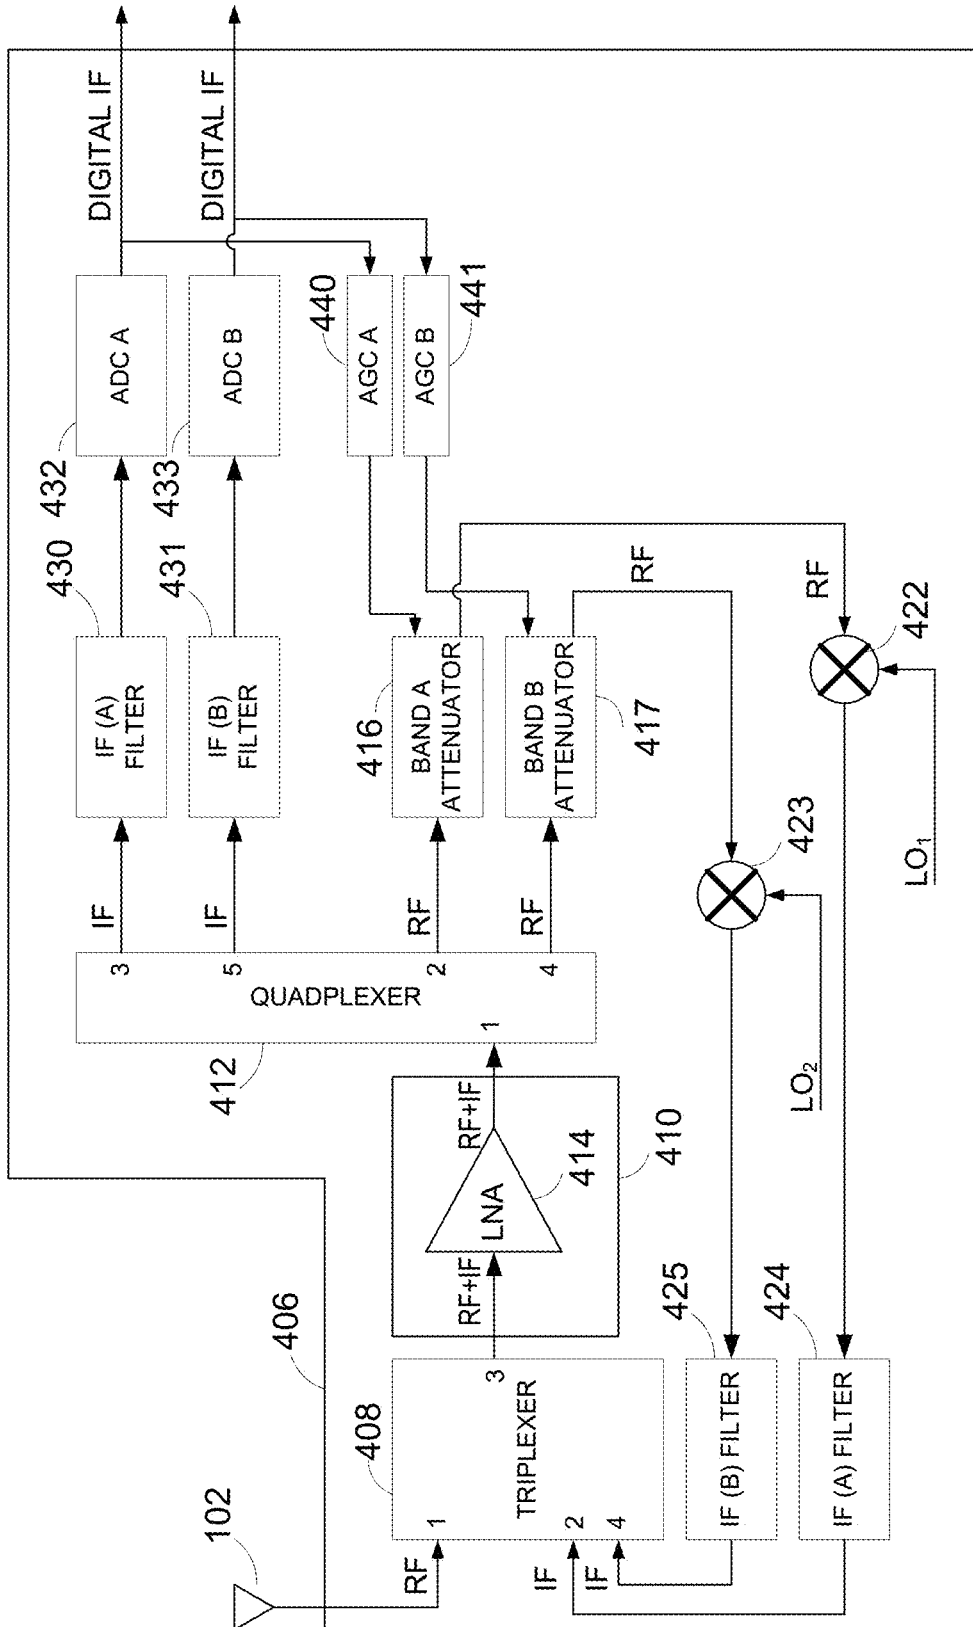 DIGITAL IF
DIGITAL IF
432
ADC A
433
ADC B
440
AGC A
441
AGC B
430
IF (A)
FILTER
431
IF (B)
FILTER
416
BAND A
ATTENUATOR
417
BAND B
ATTENUATOR
RF
RF
422
LO1
423
LO2
IF
IF
RF
RF
3
5
2
4
QUADPLEXER
1
412
RF+IF
LNA
RF+IF
414
410
406
408
3
TRIPLEXER
1
2
4
425
IF (B) FILTER
424
IF (A) FILTER
102
RF
IF
IF